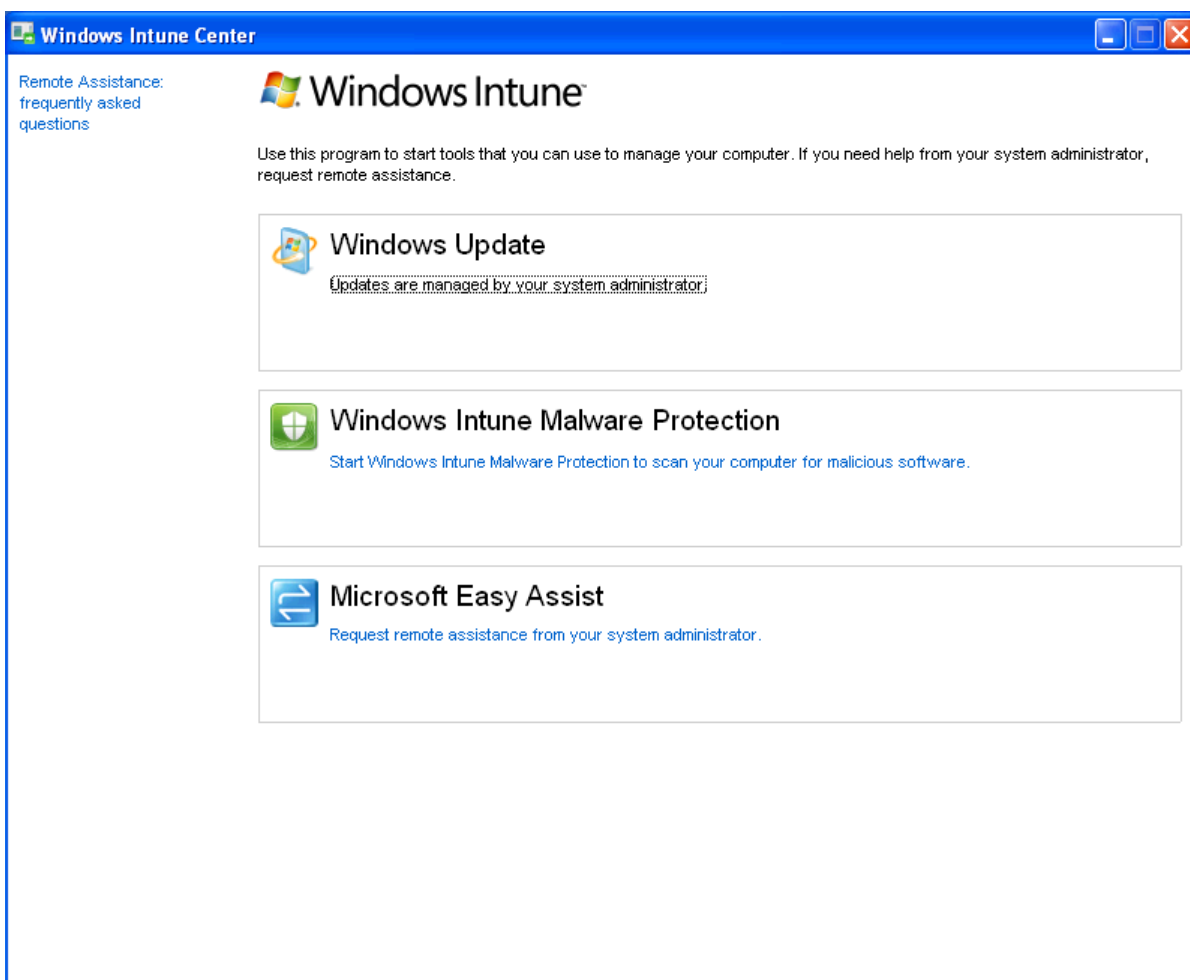 Windows Intune Center
Remote Assistance:
frequently asked
questions
Windows Intune™
Use this program to start tools that you can use to manage your computer. If you need help from your system administrator,
request remote assistance.
Windows Update
Updates are managed by your system administrator.
Windows Intune Malware Protection
Start Windows Intune Malware Protection to scan your computer for malicious software.
Microsoft Easy Assist
Request remote assistance from your system administrator.